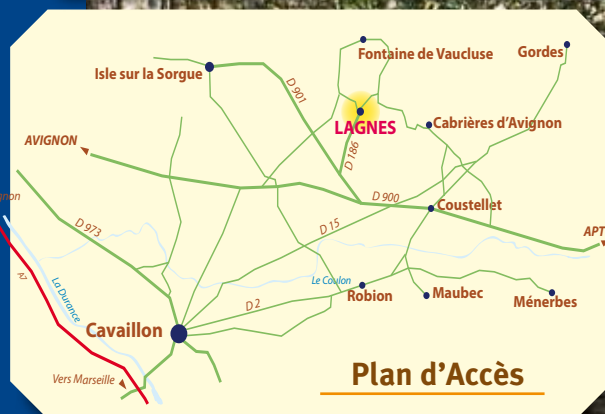 Fontaine de Vaucluse
Gordes
Isle sur la Sorgue
D 901
LAGNES
Cabrières d'Avignon
AVIGNON
D 186
D 900
Coustellet
D 973
D 15
APT
A7
La Durance
Le Coulon
Robion
Maubec
Ménerbes
D 2
Cavaillon
Vers Marseille
Plan d'Accès